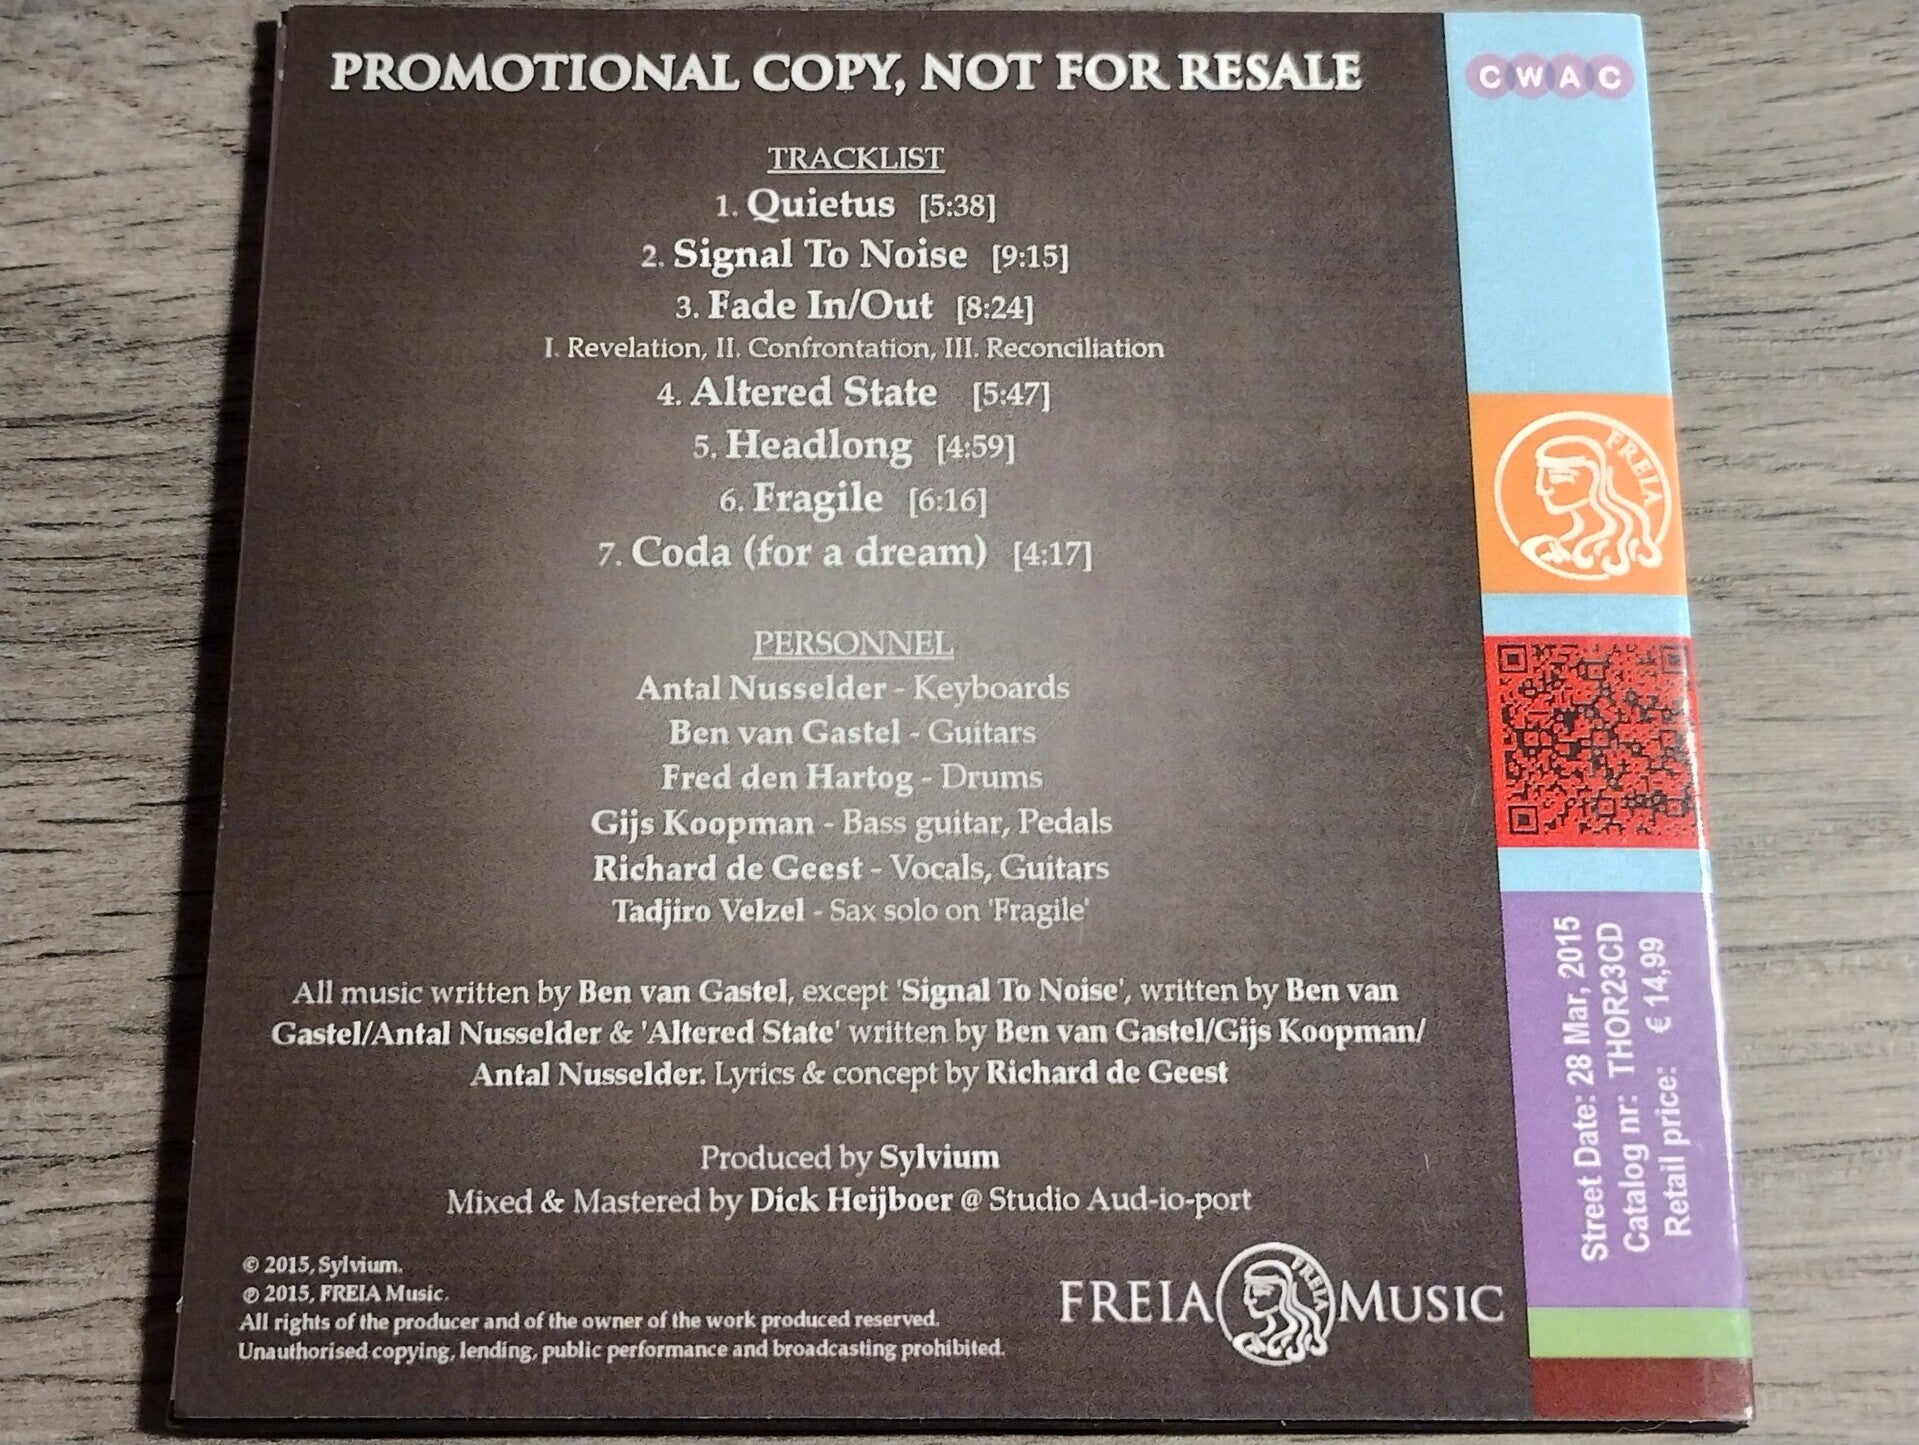 PROMOTIONAL COPY, NOT FOR RESALE
TRACKLIST
1. Quietus [5:38]
2. Signal To Noise [9:15]
3. Fade In/Out [8:24]
I. Revelation, II. Confrontation, III. Reconciliation
4. Altered State [5:47]
5. Headlong [4:59]
6. Fragile [6:16]
7. Coda (for a dream) [4:17]
PERSONNEL
Antal Nusselder - Keyboards
Ben van Gastel - Guitars
Fred den Hartog - Drums
Gijs Koopman - Bass guitar, Pedals
Richard de Geest - Vocals, Guitars
Tadjiro Velzel - Sax solo on 'Fragile'
All music written by Ben van Gastel, except 'Signal To Noise', written by Ben van
Gastel/Antal Nusselder & 'Altered State' written by Ben van Gastel/Gijs Koopman/
Antal Nusselder. Lyrics & concept by Richard de Geest
Produced by Sylvium
Mixed & Mastered by Dick Heijboer @ Studio Aud-io-port
© 2015, Sylvium.
℗ 2015, FREIA Music.
All rights of the producer and of the owner of the work produced reserved.
Unauthorised copying, lending, public performance and broadcasting prohibited.
FREIA FREIA MUSIC
CWAC
FREIA
Street Date: 28 Mar, 2015
Catalog nr: THOR23CD
Retail price: € 14,99